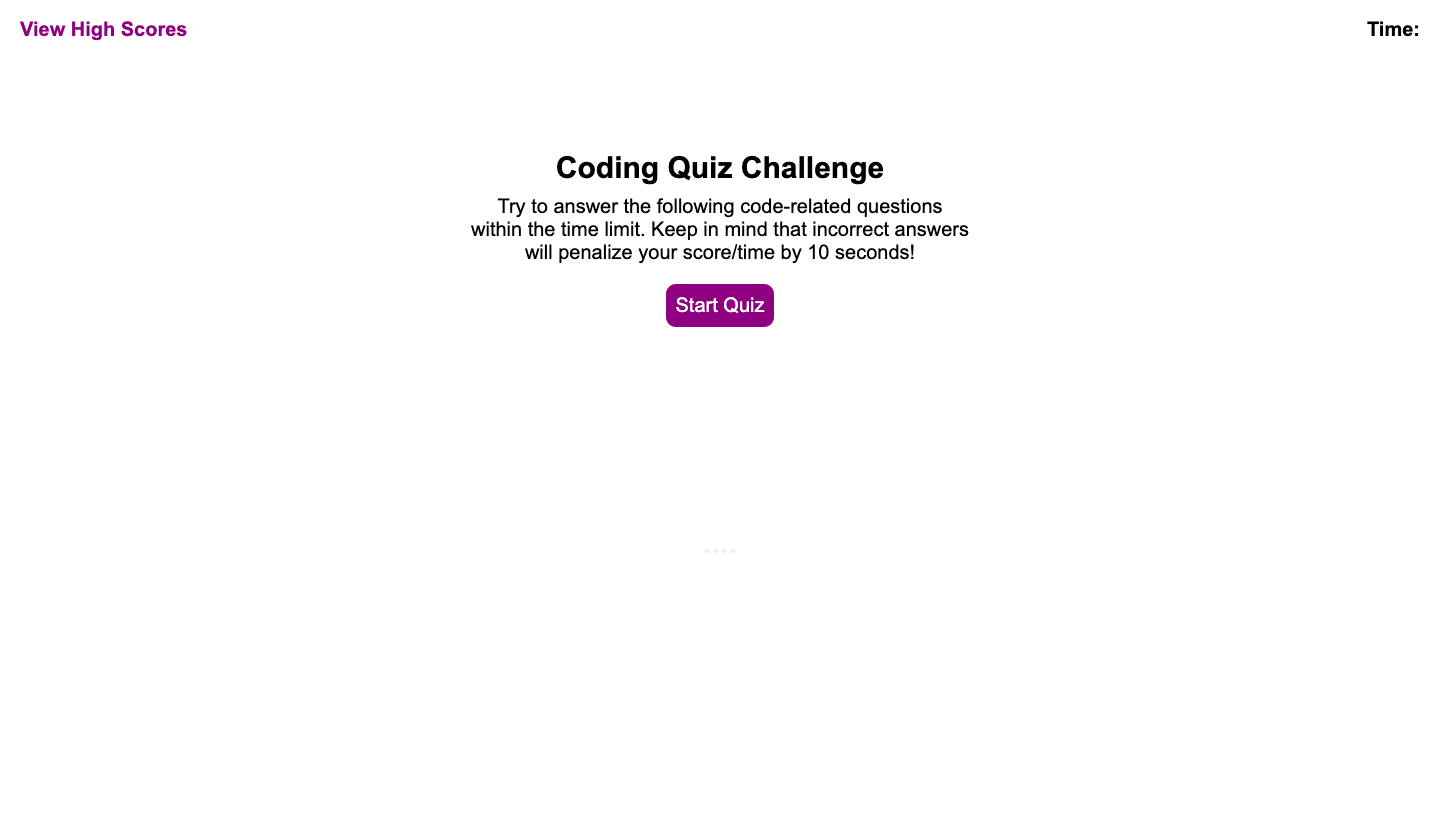 View High Scores
Time:
Coding Quiz Challenge
Try to answer the following code-related questions
within the time limit. Keep in mind that incorrect answers
will penalize your score/time by 10 seconds!
Start Quiz